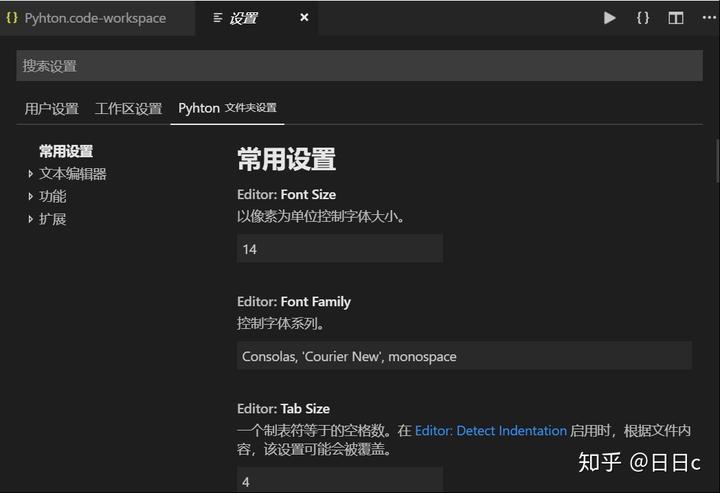 {} Pyhton.code-workspace 设置 × {} ...
搜索设置
用户设置 工作区设置 Pyhton 文件夹设置
常用设置
文本编辑器
功能
扩展
常用设置
Editor: Font Size
以像素为单位控制字体大小。
14
Editor: Font Family
控制字体系列。
Consolas, 'Courier New', monospace
Editor: Tab Size
一个制表符等于的空格数。在 Editor: Detect Indentation 启用时，根据文件内
容，该设置可能会被覆盖。
4
知乎 @日日c